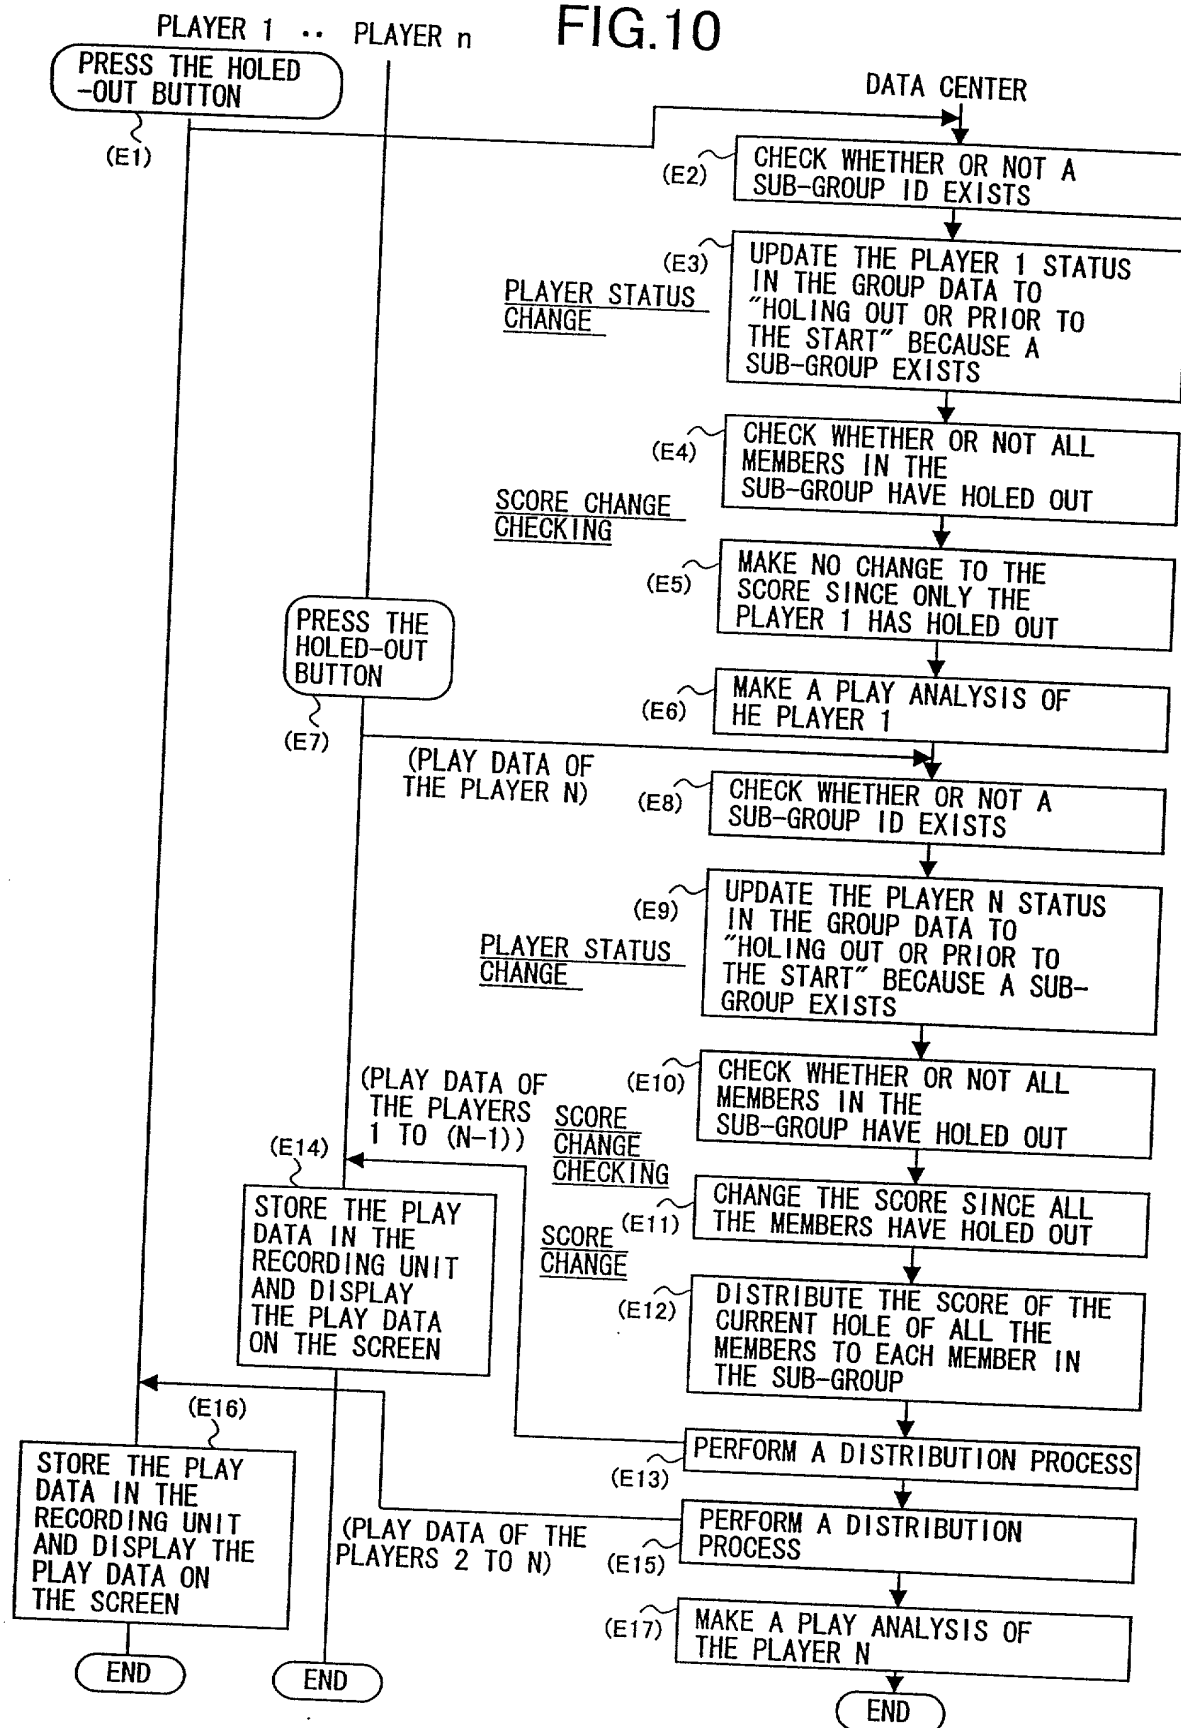 FIG.10
PLAYER 1 ·· PLAYER n
PRESS THE HOLED
-OUT BUTTON
(E1)
DATA CENTER
(E2)
CHECK WHETHER OR NOT A
SUB-GROUP ID EXISTS
(E3)
UPDATE THE PLAYER 1 STATUS
IN THE GROUP DATA TO
"HOLING OUT OR PRIOR TO
THE START" BECAUSE A
SUB-GROUP EXISTS
PLAYER STATUS
CHANGE
(E4)
CHECK WHETHER OR NOT ALL
MEMBERS IN THE
SUB-GROUP HAVE HOLED OUT
SCORE CHANGE
CHECKING
(E5)
MAKE NO CHANGE TO THE
SCORE SINCE ONLY THE
PLAYER 1 HAS HOLED OUT
(E6)
MAKE A PLAY ANALYSIS OF
HE PLAYER 1
PRESS THE
HOLED-OUT
BUTTON
(E7)
(PLAY DATA OF
THE PLAYER N)
(E8)
CHECK WHETHER OR NOT A
SUB-GROUP ID EXISTS
(E9)
UPDATE THE PLAYER N STATUS
IN THE GROUP DATA TO
"HOLING OUT OR PRIOR TO
THE START" BECAUSE A SUB-
GROUP EXISTS
PLAYER STATUS
CHANGE
(E10)
CHECK WHETHER OR NOT ALL
MEMBERS IN THE
SUB-GROUP HAVE HOLED OUT
(PLAY DATA OF
THE PLAYERS
1 TO (N-1))
SCORE
CHANGE
CHECKING
(E11)
CHANGE THE SCORE SINCE ALL
THE MEMBERS HAVE HOLED OUT
SCORE
CHANGE
(E12)
DISTRIBUTE THE SCORE OF THE
CURRENT HOLE OF ALL THE
MEMBERS TO EACH MEMBER IN
THE SUB-GROUP
(E13)
PERFORM A DISTRIBUTION PROCESS
(E14)
STORE THE PLAY
DATA IN THE
RECORDING UNIT
AND DISPLAY
THE PLAY DATA
ON THE SCREEN
(E15)
PERFORM A DISTRIBUTION
PROCESS
(PLAY DATA OF THE
PLAYERS 2 TO N)
(E16)
STORE THE PLAY
DATA IN THE
RECORDING UNIT
AND DISPLAY THE
PLAY DATA ON
THE SCREEN
(E17)
MAKE A PLAY ANALYSIS OF
THE PLAYER N
END
END
END